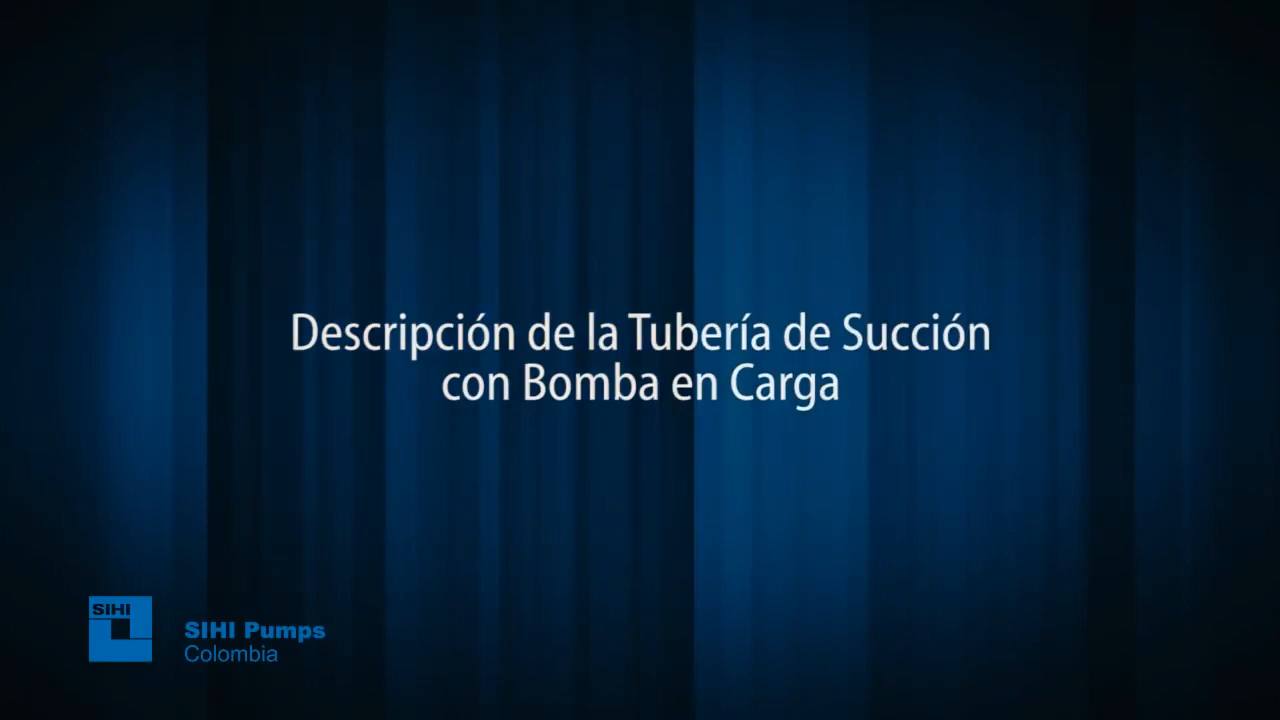 Descripción de la Tubería de Succión
con Bomba en Carga
SIHI
SIHI Pumps
Colombia